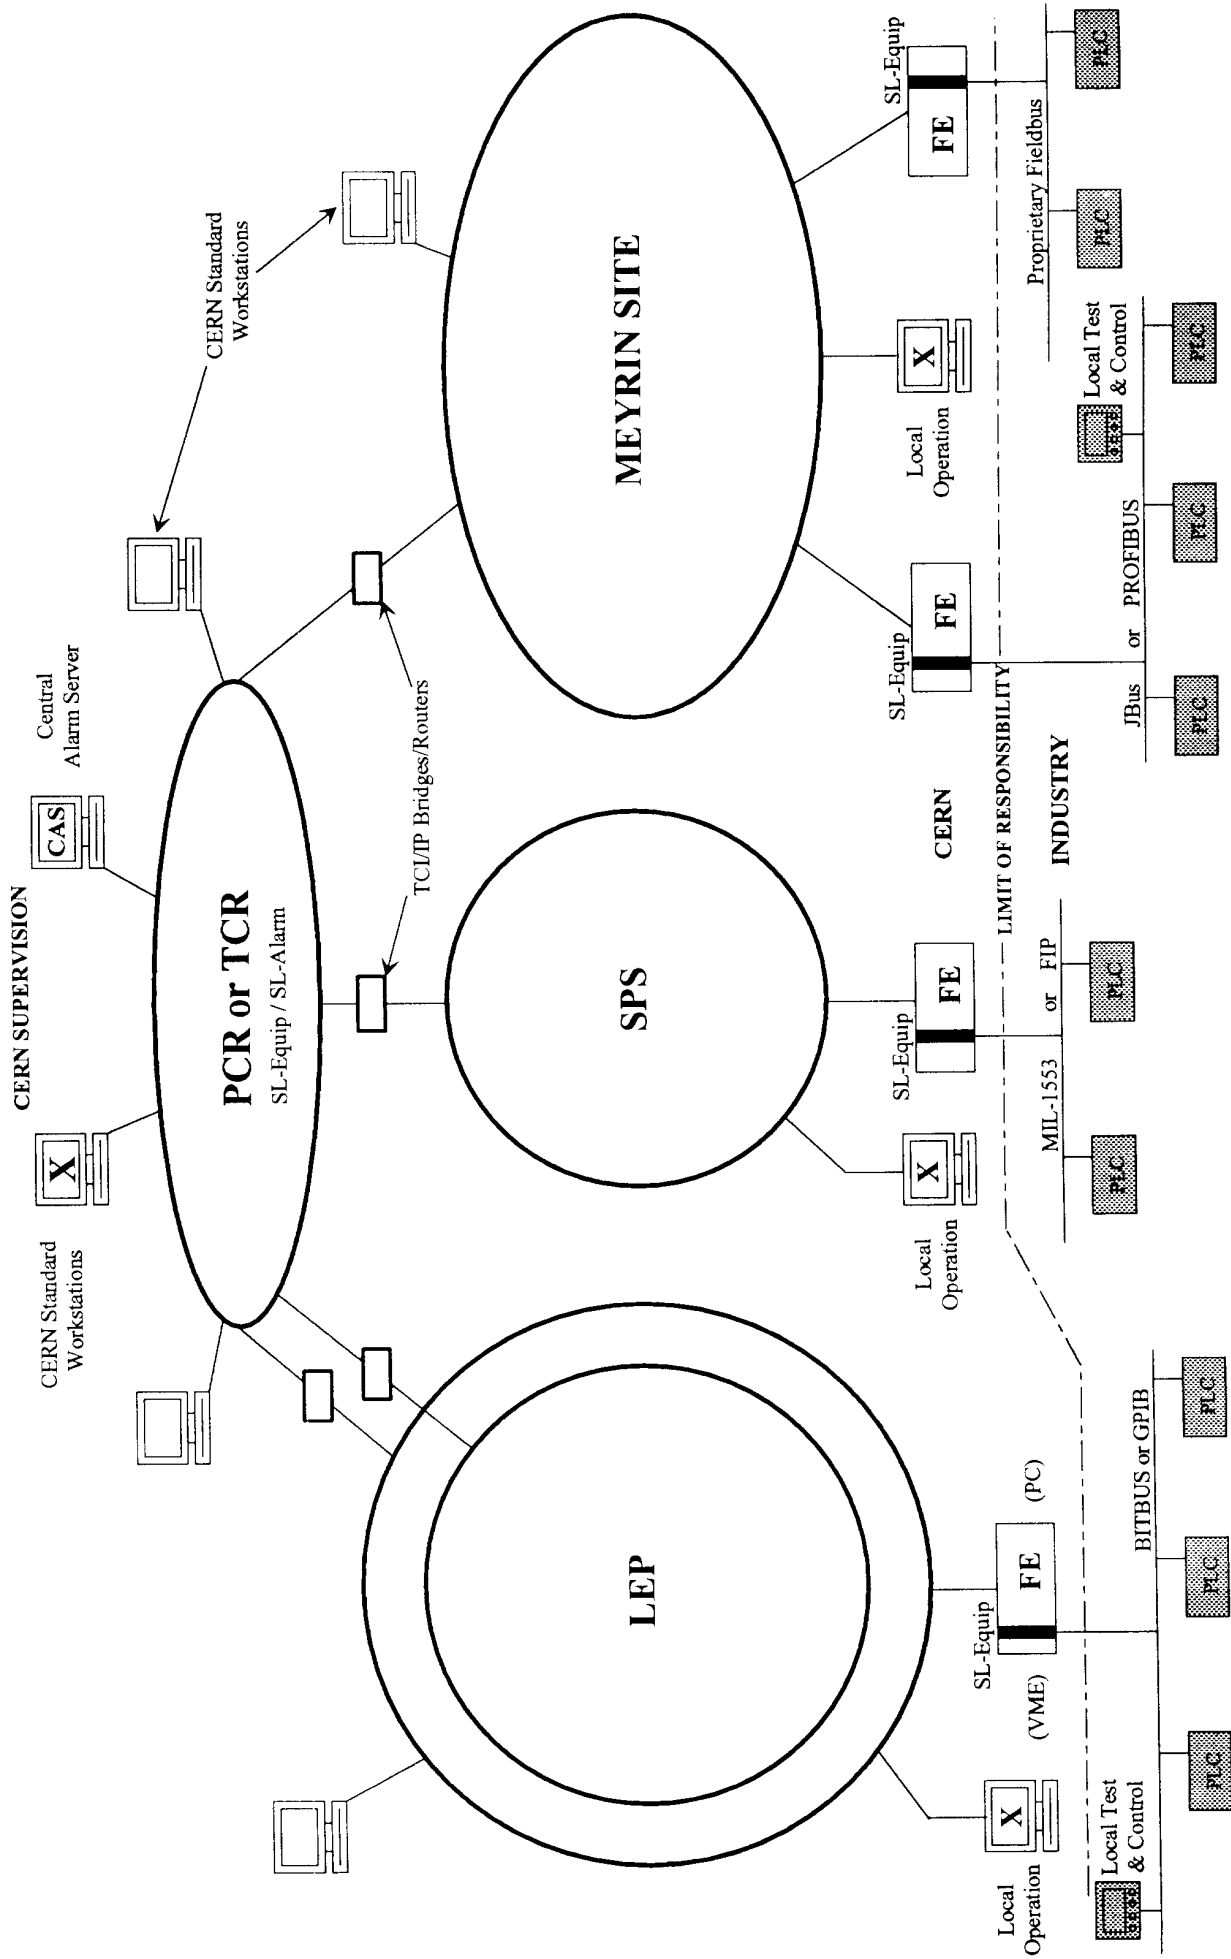 CERN SUPERVISION
CERN Standard
Workstations
X
CAS
Central
Alarm Server
CERN Standard
Workstations
PCR or TCR
SL-Equip / SL-Alarm
TCI/IP Bridges/Routers
LEP
SPS
MEYRIN SITE
Local
Operation
X
SL-Equip
FE
(VME)
(PC)
Local
Operation
X
SL-Equip
FE
CERN
SL-Equip
FE
Local
Operation
X
SL-Equip
FE
LIMIT OF RESPONSIBILITY
INDUSTRY
Local Test
& Control
BITBUS or GPIB
PLC
PLC
PLC
MIL-1553 or FIP
PLC
PLC
JBus or PROFIBUS
Local Test
& Control
PLC
PLC
PLC
Proprietary Fieldbus
PLC
PLC